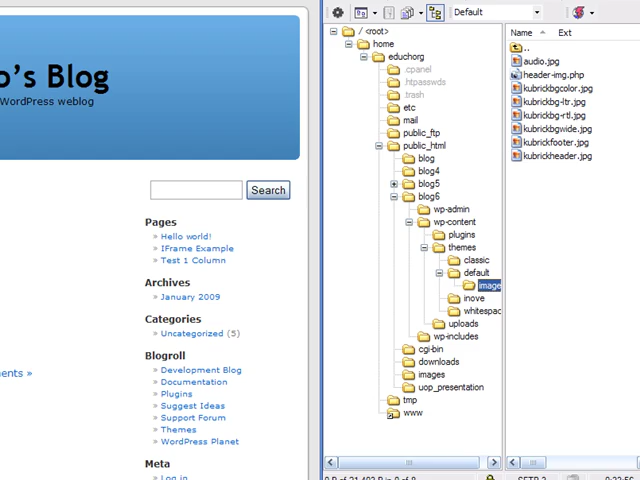 o's Blog
WordPress weblog
Search
Pages
» Hello world!
» IFrame Example
» Test 1 Column
Archives
» January 2009
Categories
» Uncategorized (5)
Blogroll
» Development Blog
» Documentation
» Plugins
» Suggest Ideas
» Support Forum
» Themes
» WordPress Planet
ents »
Meta
Log in
Default
/ <root>
home
educhorg
.cpanel
.htpasswds
.trash
etc
mail
public_ftp
public_html
blog
blog4
blog5
blog6
wp-admin
wp-content
plugins
themes
classic
default
image
inove
whitespac
uploads
wp-includes
cgi-bin
downloads
images
uop_presentation
tmp
www
Name Ext
..
audio.jpg
header-img.php
kubrickbgcolor.jpg
kubrickbg-ltr.jpg
kubrickbg-rtl.jpg
kubrickbgwide.jpg
kubrickfooter.jpg
kubrickheader.jpg